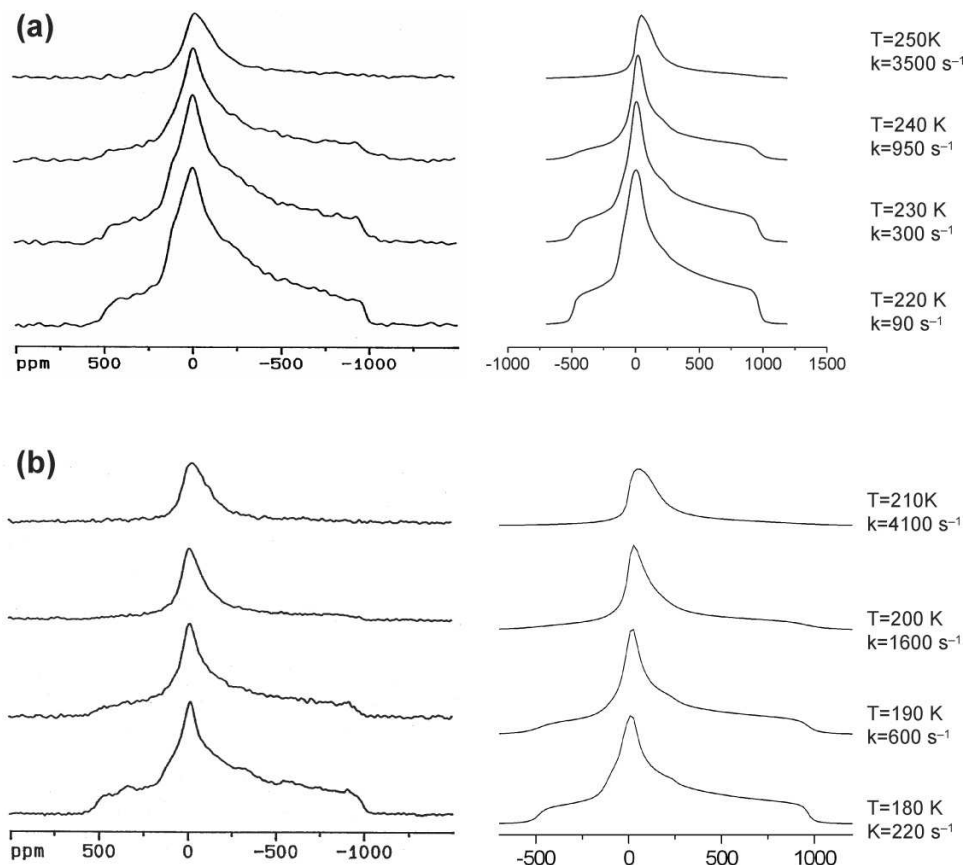 (a)
T=250K
k=3500 s⁻¹
T=240 K
k=950 s⁻¹
T=230 K
k=300 s⁻¹
T=220 K
k=90 s⁻¹
ppm 500 0 −500 −1000
-1000 -500 0 500 1000 1500
(b)
T=210K
k=4100 s⁻¹
T=200 K
k=1600 s⁻¹
T=190 K
k=600 s⁻¹
T=180 K
K=220 s⁻¹
ppm 500 0 −500 −1000
-500 0 500 1000